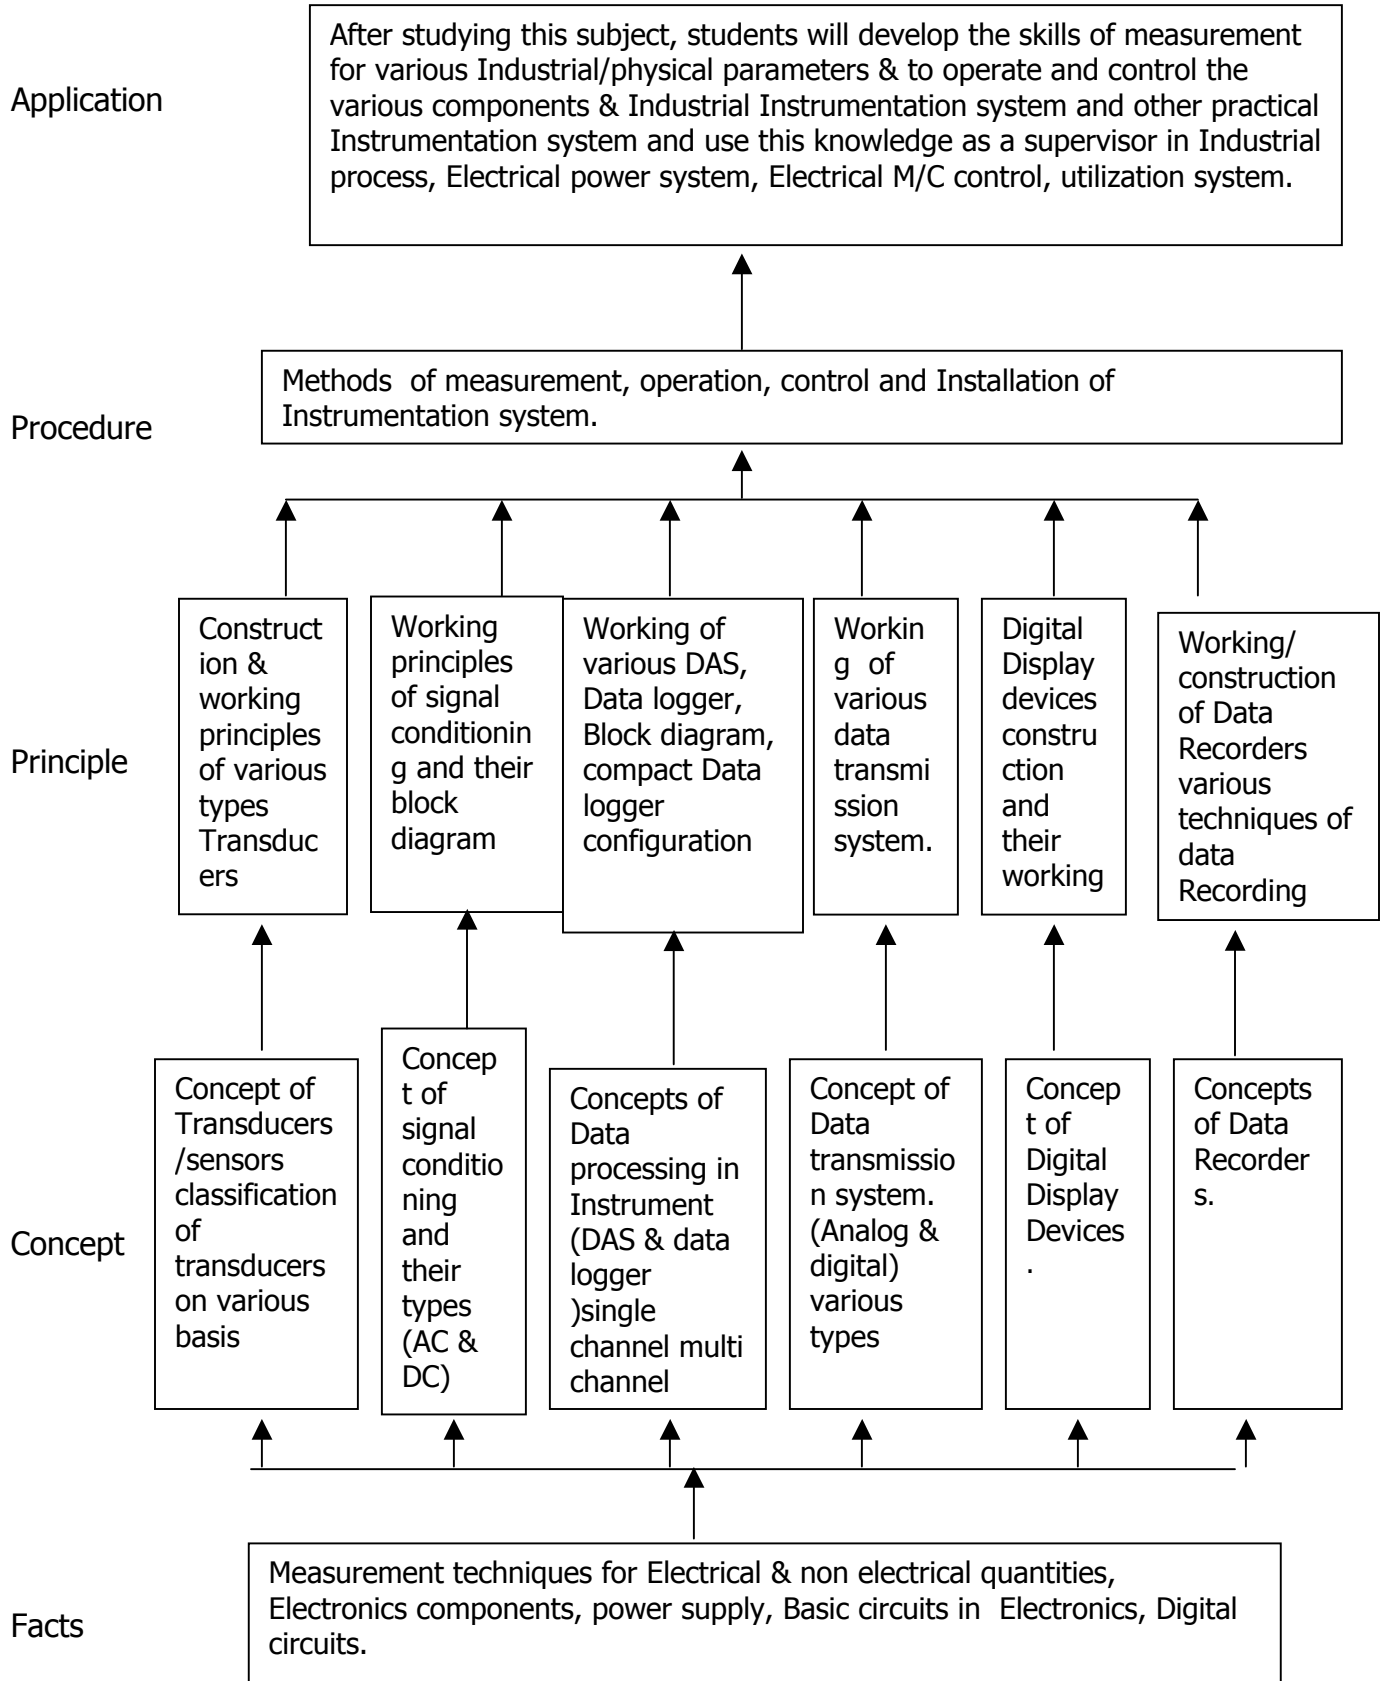 Application
After studying this subject, students will develop the skills of measurement
for various Industrial/physical parameters & to operate and control the
various components & Industrial Instrumentation system and other practical
Instrumentation system and use this knowledge as a supervisor in Industrial
process, Electrical power system, Electrical M/C control, utilization system.
Procedure
Methods  of measurement, operation, control and Installation of
Instrumentation system.
Principle
Construct
ion &
working
principles
of various
types
Transduc
ers
Working
principles
of signal
conditionin
g and their
block
diagram
Working of
various DAS,
Data logger,
Block diagram,
compact Data
logger
configuration
Workin
g  of
various
data
transmi
ssion
system.
Digital
Display
devices
constru
ction
and
their
working
Working/
construction
of Data
Recorders
various
techniques of
data
Recording
Concept
Concept of
Transducers
/sensors
classification
of
transducers
on various
basis
Concep
t of
signal
conditio
ning
and
their
types
(AC &
DC)
Concepts of
Data
processing in
Instrument
(DAS & data
logger
)single
channel multi
channel
Concept of
Data
transmissio
n system.
(Analog &
digital)
various
types
Concep
t of
Digital
Display
Devices
.
Concepts
of Data
Recorder
s.
Facts
Measurement techniques for Electrical & non electrical quantities,
Electronics components, power supply, Basic circuits in  Electronics, Digital
circuits.